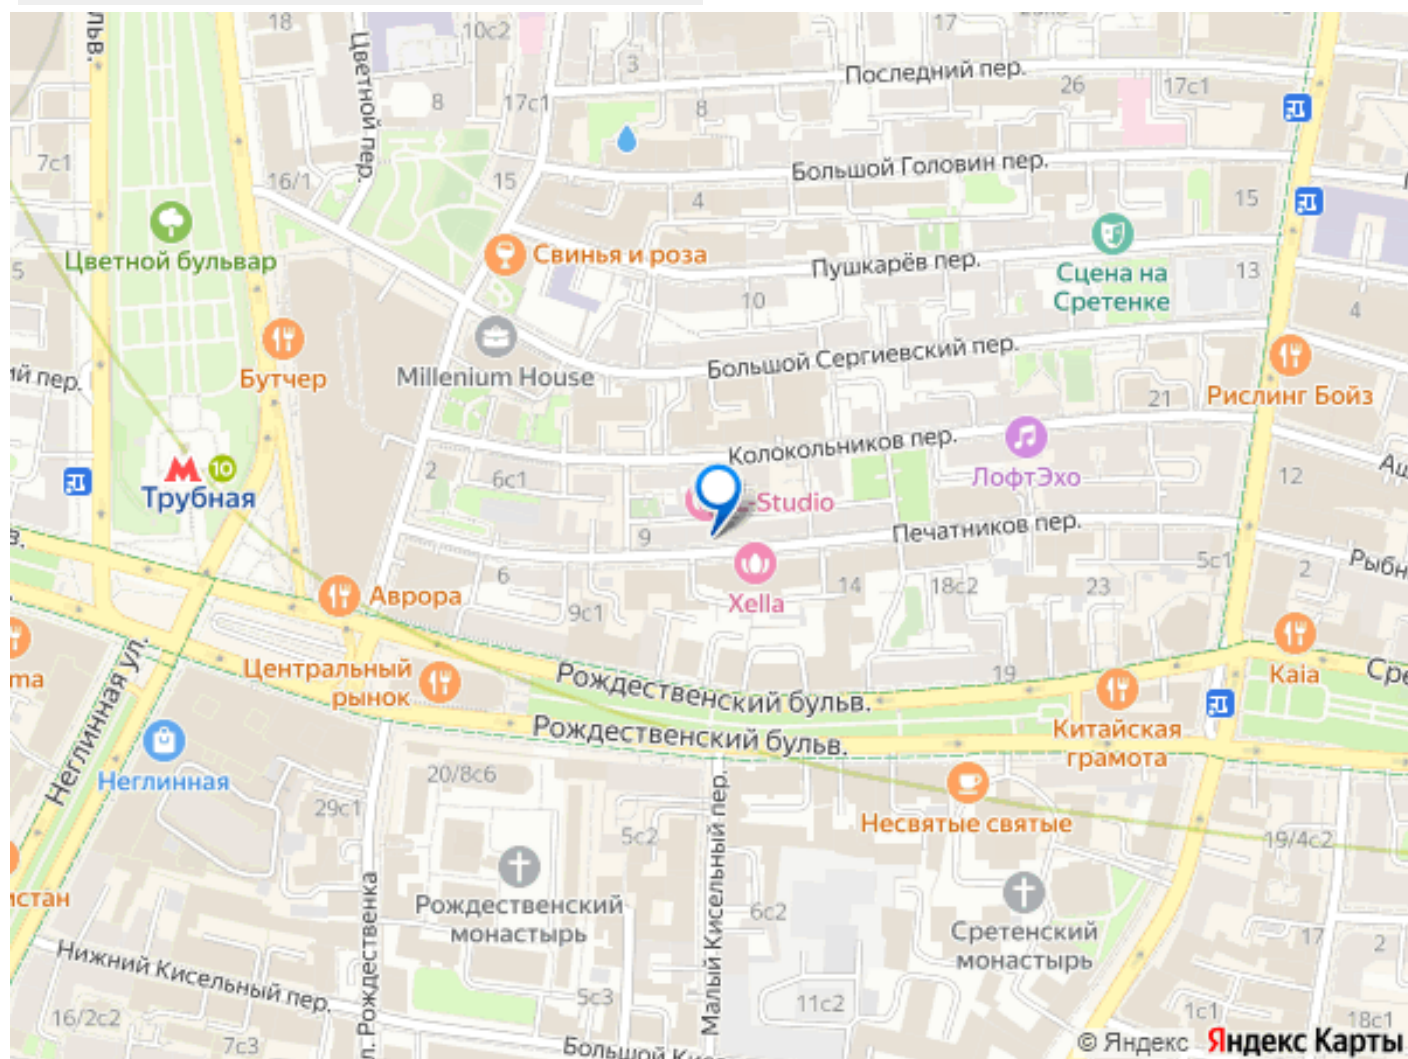 18
10с2
17
3
Последний пер.
26
17с1
8
17с1
8
7с1
Цветной пер.
Большой Головин пер.
16/1
15
4
15
Цветной бульвар
Свинья и роза
Пушкарёв пер.
Сцена на
Сретенке
13
5
10
4
Бутчер
Millenium House
Большой Сергиевский пер.
Рислинг Бойз
21
Колокольников пер.
ЛофтЭхо
2
6с1
12
М
10
Трубная
-Studio
9
Печатников пер.
5с1
6
Xella
14
18с2
23
2
Аврора
9с1
Центральный
рынок
Рождественский бульв.
19
Kaia
Неглинная ул.
Рождественский бульв.
Китайская
грамота
Неглинная
20/8с6
29с1
5с2
Малый Кисельный пер.
Несвятые святые
19/4с2
Рождественский
монастырь
6с2
Сретенский
монастырь
17
2
Нижний Кисельный пер.
5с3
11с2
1с1
18с1
16/2с2
7с3
© Яндекс Яндекс Карты